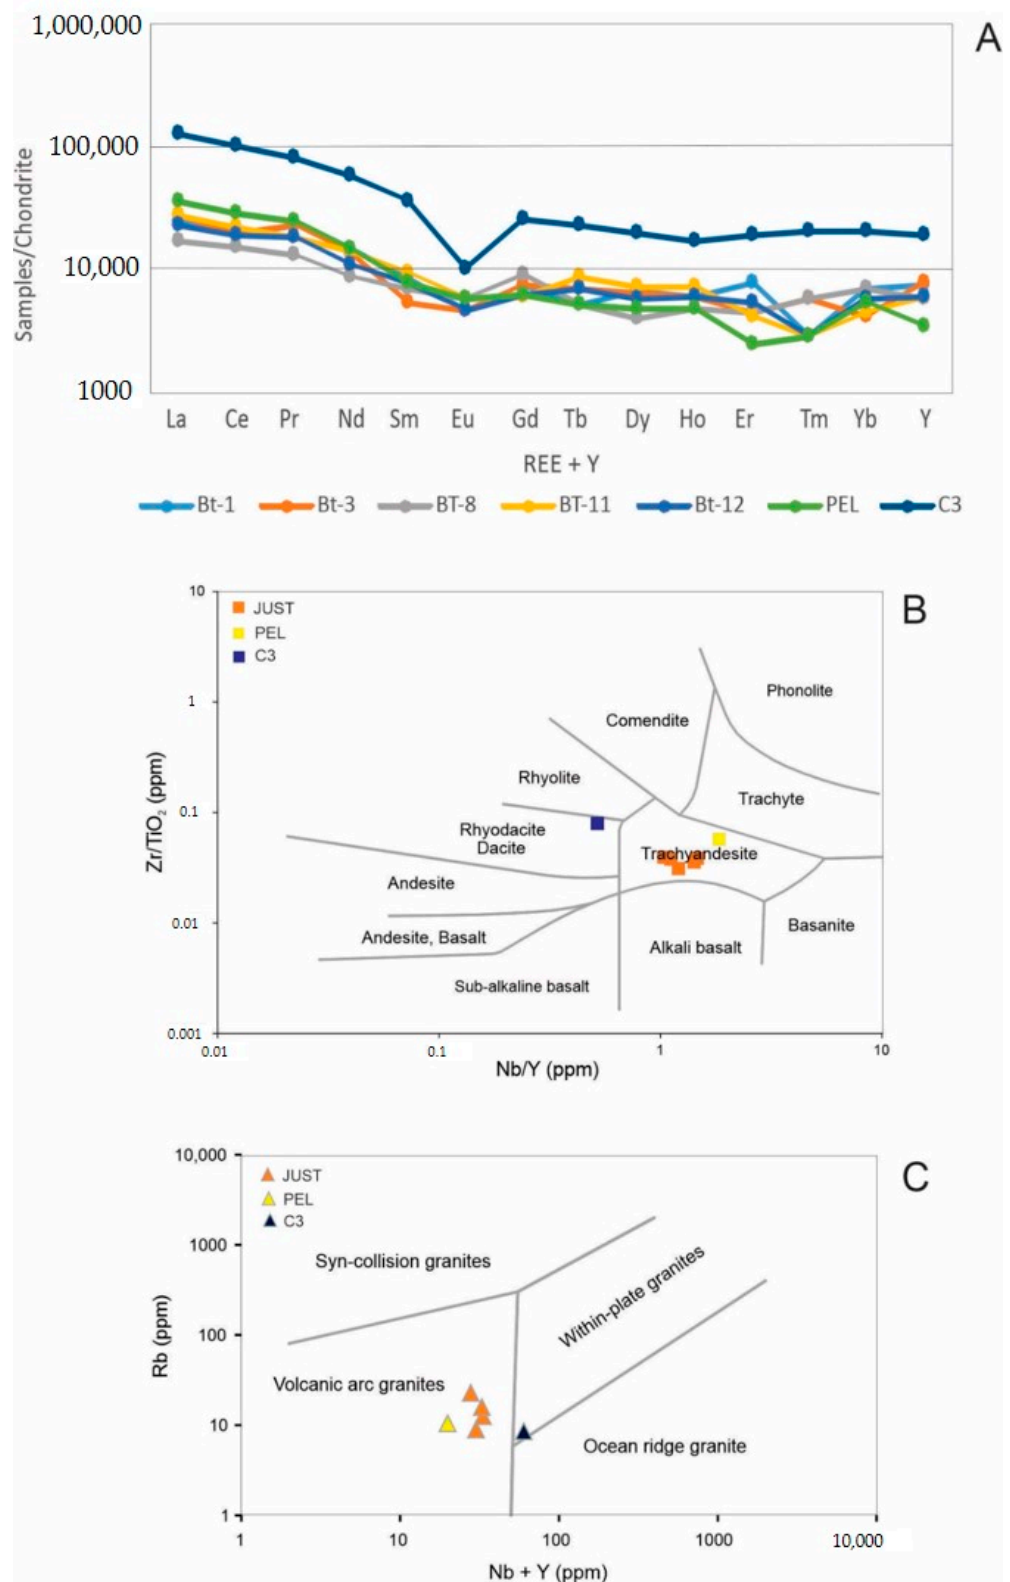 1,000,000
A
100,000
10,000
1000
Samples/Chondrite
La Ce Pr Nd Sm Eu Gd Tb Dy Ho Er Tm Yb Y
REE + Y
Bt-1 Bt-3 BT-8 BT-11 Bt-12 PEL C3
B
10
1
0.1
0.01
0.001
Zr/TiO₂ (ppm)
JUST
PEL
C3
Phonolite
Comendite
Rhyolite
Trachyte
Rhyodacite
Dacite
Trachyandesite
Andesite
Basanite
Andesite, Basalt
Alkali basalt
Sub-alkaline basalt
0.01 0.1 1 10
Nb/Y (ppm)
C
10,000
1000
100
10
1
Rb (ppm)
JUST
PEL
C3
Syn-collision granites
Within-plate granites
Volcanic arc granites
Ocean ridge granite
1 10 100 1000 10,000
Nb + Y (ppm)